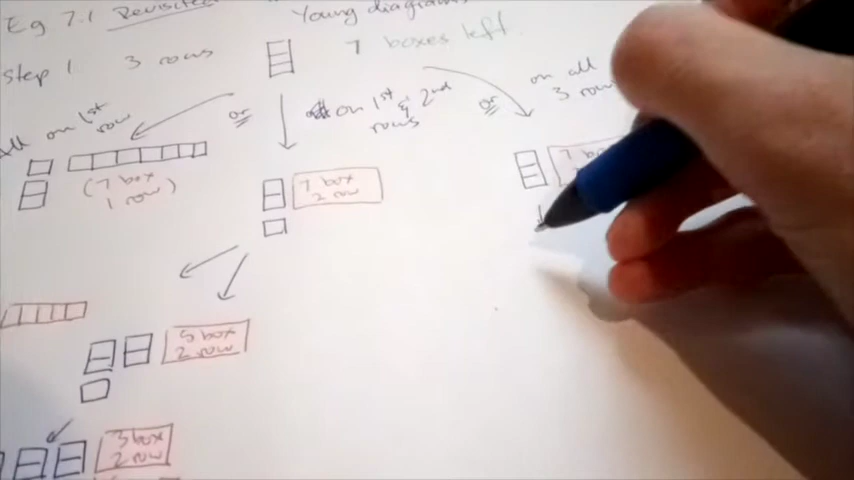 Eg 7.1 Revisited
Young diagrams
Step 1 3 rows 7 boxes left
All on 1st row
or
on 1st & 2nd rows
or
on all 3 rows
(7 box
1 row)
7 box
2 row
7
5 box
2 row
3 box
2 row